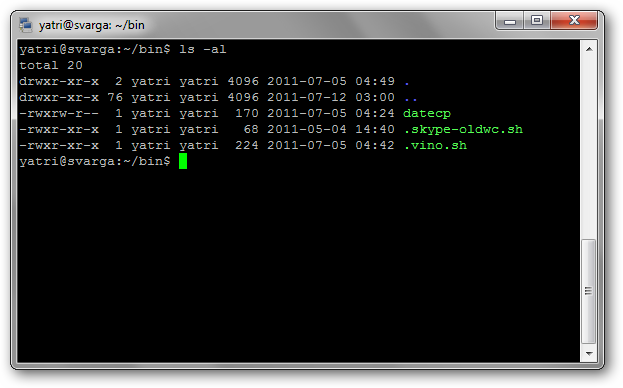 yatri@svarga: ~/bin
yatri@svarga:~/bin$ ls -al
total 20
drwxr-xr-x  2 yatri yatri 4096 2011-07-05 04:49 .
drwxr-xr-x 76 yatri yatri 4096 2011-07-12 03:00 ..
-rwxrw-r--  1 yatri yatri  170 2011-07-05 04:24 datecp
-rwxr-xr-x  1 yatri yatri   68 2011-05-04 14:40 .skype-oldwc.sh
-rwxr-xr-x  1 yatri yatri  224 2011-07-05 04:42 .vino.sh
yatri@svarga:~/bin$